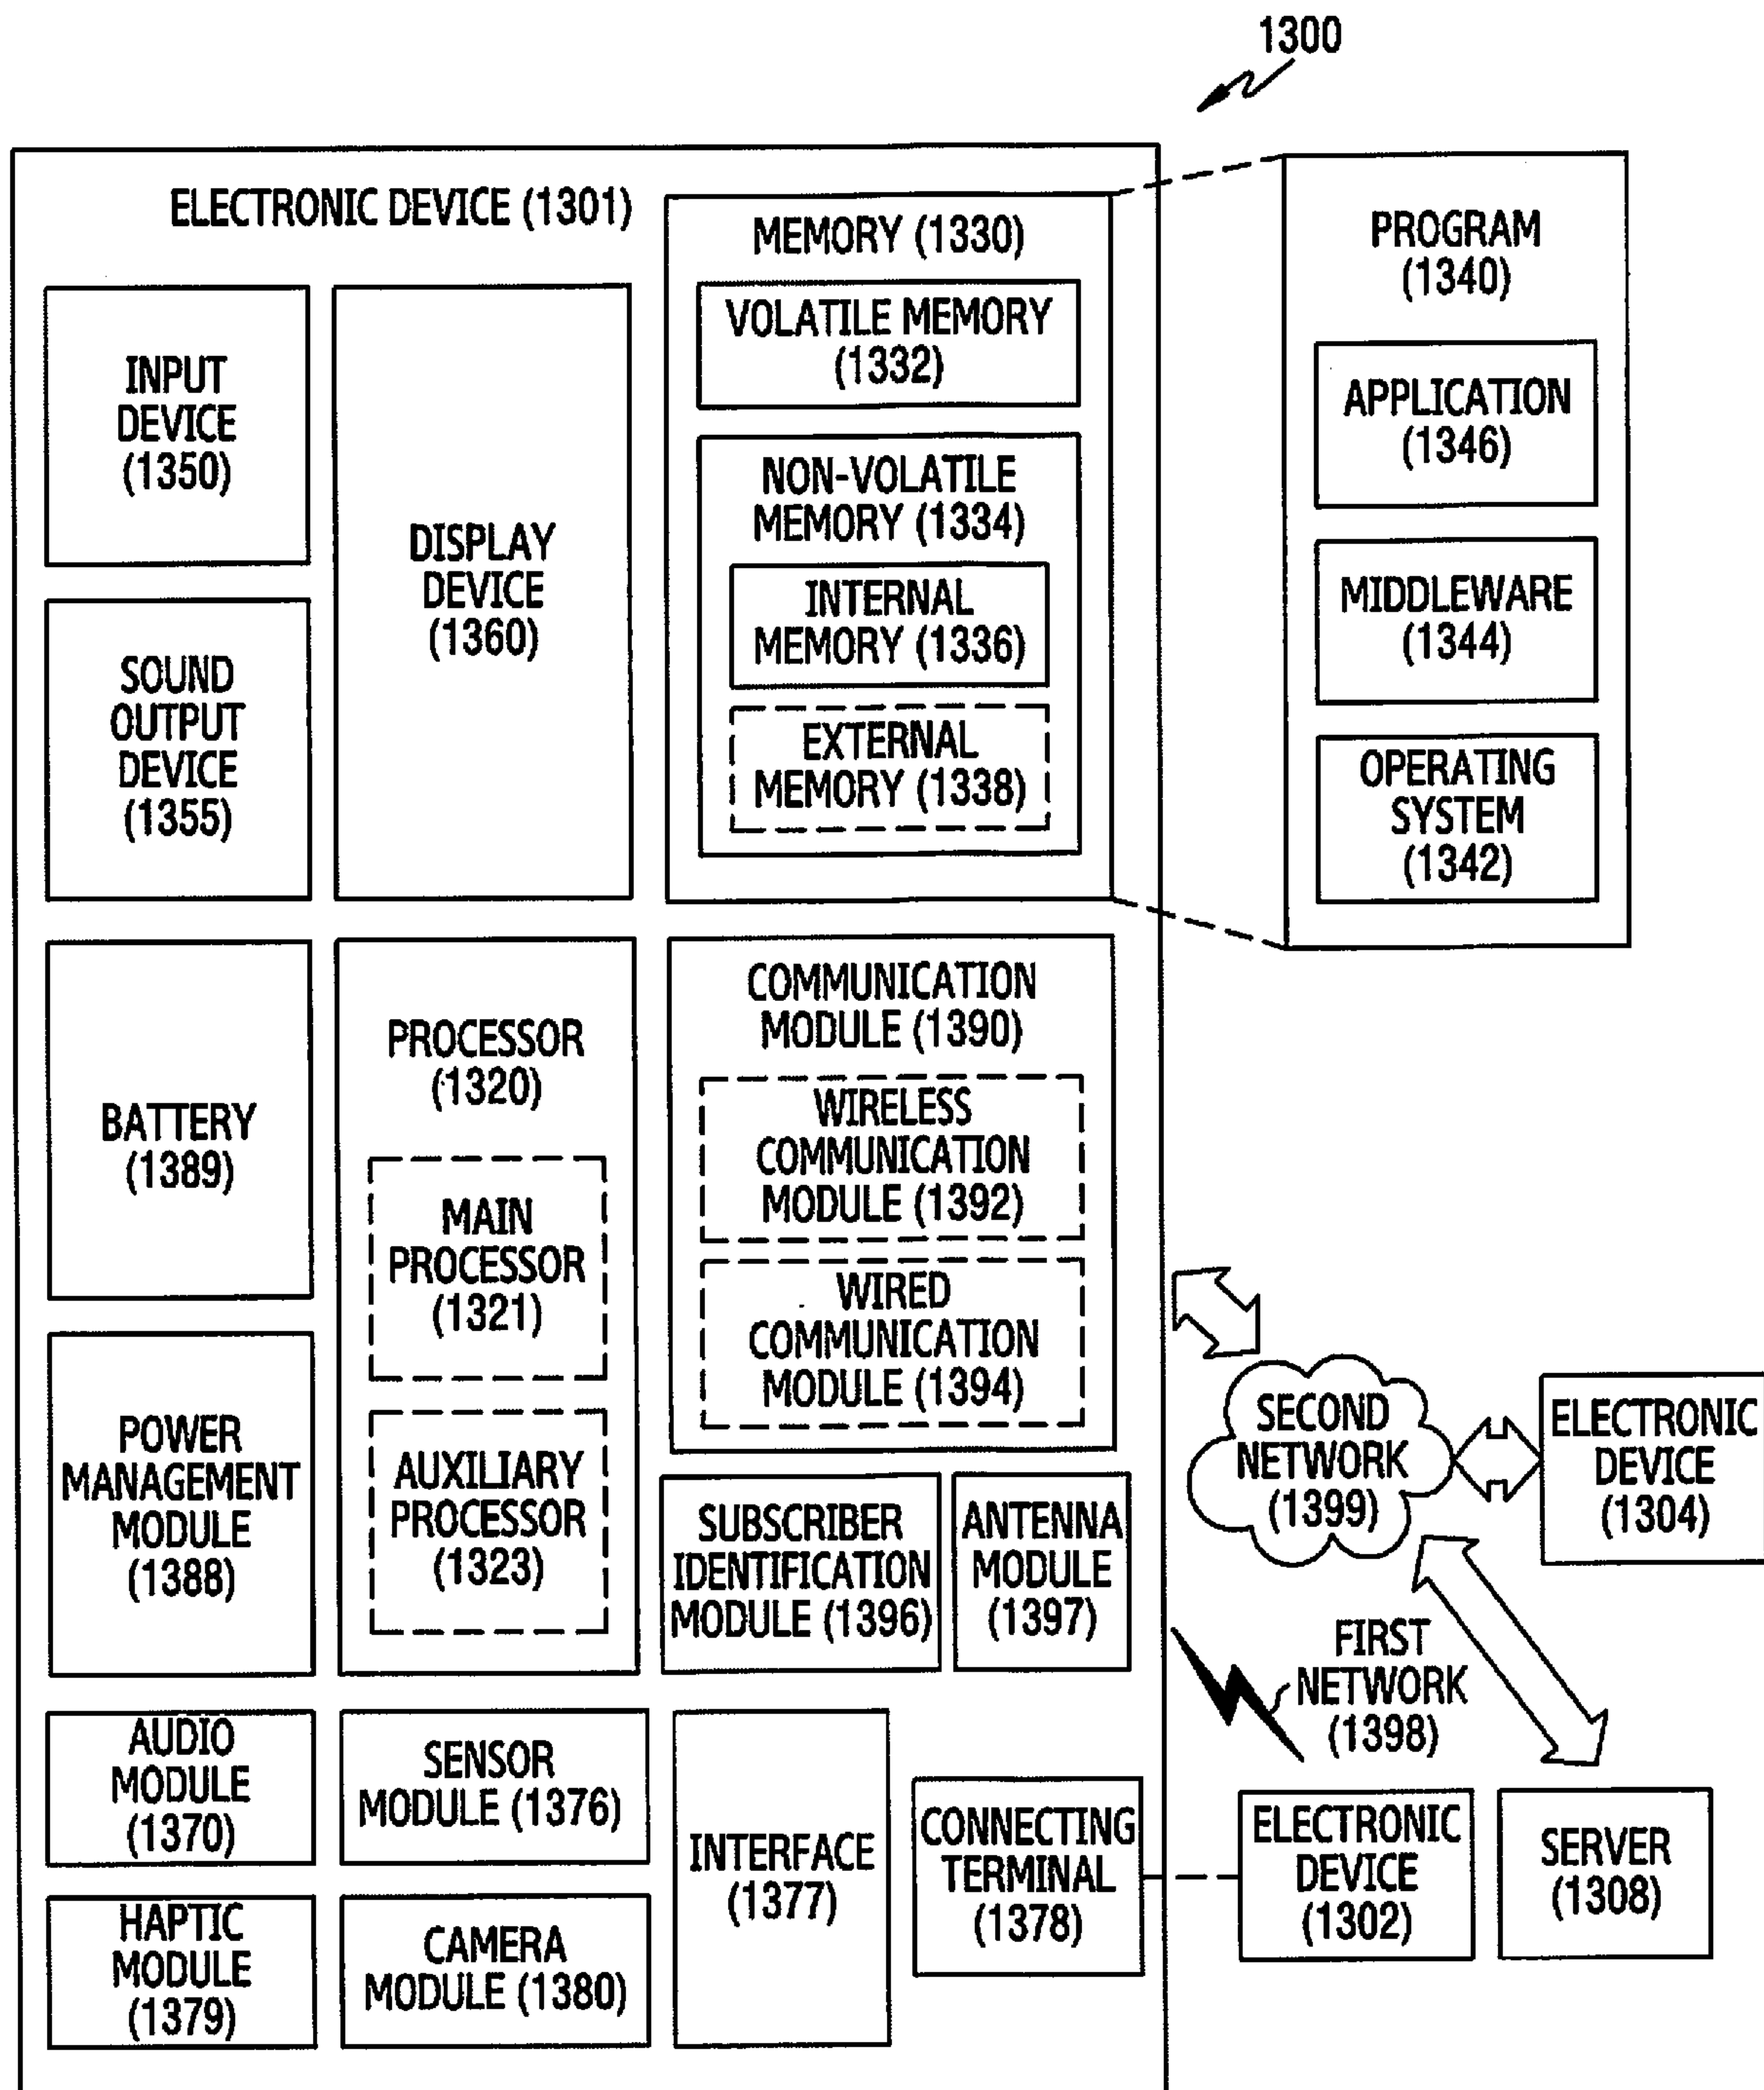 1300
ELECTRONIC DEVICE (1301)
INPUT
DEVICE
(1350)
SOUND
OUTPUT
DEVICE
(1355)
DISPLAY
DEVICE
(1360)
MEMORY (1330)
VOLATILE MEMORY
(1332)
NON-VOLATILE
MEMORY (1334)
INTERNAL
MEMORY (1336)
EXTERNAL
MEMORY (1338)
PROGRAM
(1340)
APPLICATION
(1346)
MIDDLEWARE
(1344)
OPERATING
SYSTEM
(1342)
BATTERY
(1389)
POWER
MANAGEMENT
MODULE
(1388)
PROCESSOR
(1320)
MAIN
PROCESSOR
(1321)
AUXILIARY
PROCESSOR
(1323)
COMMUNICATION
MODULE (1390)
WIRELESS
COMMUNICATION
MODULE (1392)
WIRED
COMMUNICATION
MODULE (1394)
SUBSCRIBER
IDENTIFICATION
MODULE (1396)
ANTENNA
MODULE
(1397)
SECOND
NETWORK
(1399)
ELECTRONIC
DEVICE
(1304)
FIRST
NETWORK
(1398)
AUDIO
MODULE
(1370)
SENSOR
MODULE (1376)
HAPTIC
MODULE
(1379)
CAMERA
MODULE (1380)
INTERFACE
(1377)
CONNECTING
TERMINAL
(1378)
ELECTRONIC
DEVICE
(1302)
SERVER
(1308)